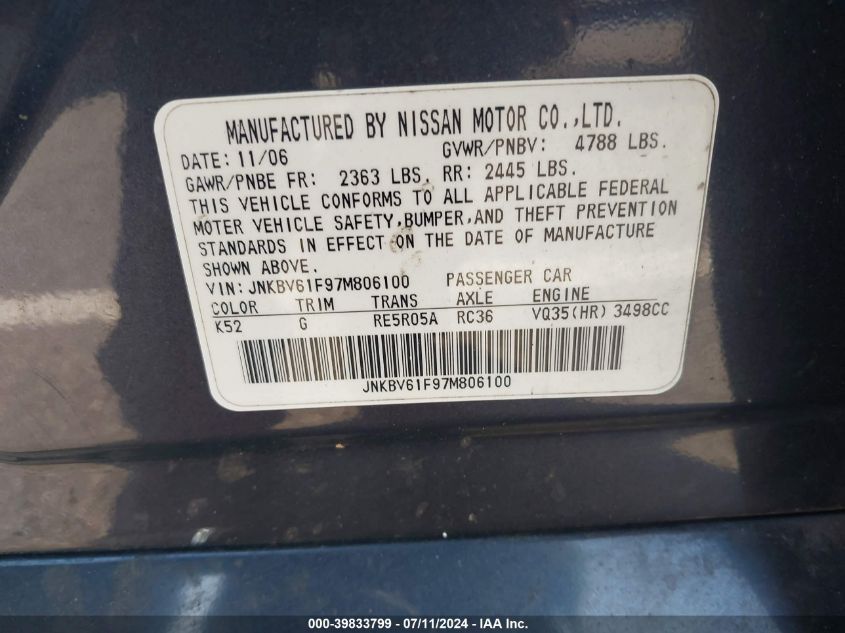 MANUFACTURED BY NISSAN MOTOR CO.,LTD.
DATE: 11/06 GVWR/PNBV: 4788 LBS.
GAWR/PNBE FR: 2363 LBS. RR: 2445 LBS.
THIS VEHICLE CONFORMS TO ALL APPLICABLE FEDERAL
MOTER VEHICLE SAFETY,BUMPER,AND THEFT PREVENTION
STANDARDS IN EFFECT ON THE DATE OF MANUFACTURE
SHOWN ABOVE.
VIN: JNKBV61F97M806100 PASSENGER CAR
COLOR TRIM TRANS AXLE ENGINE
K52 G RE5R05A RC36 VQ35(HR) 3498CC
JNKBV61F97M806100
000-39833799 - 07/11/2024 - IAA Inc.